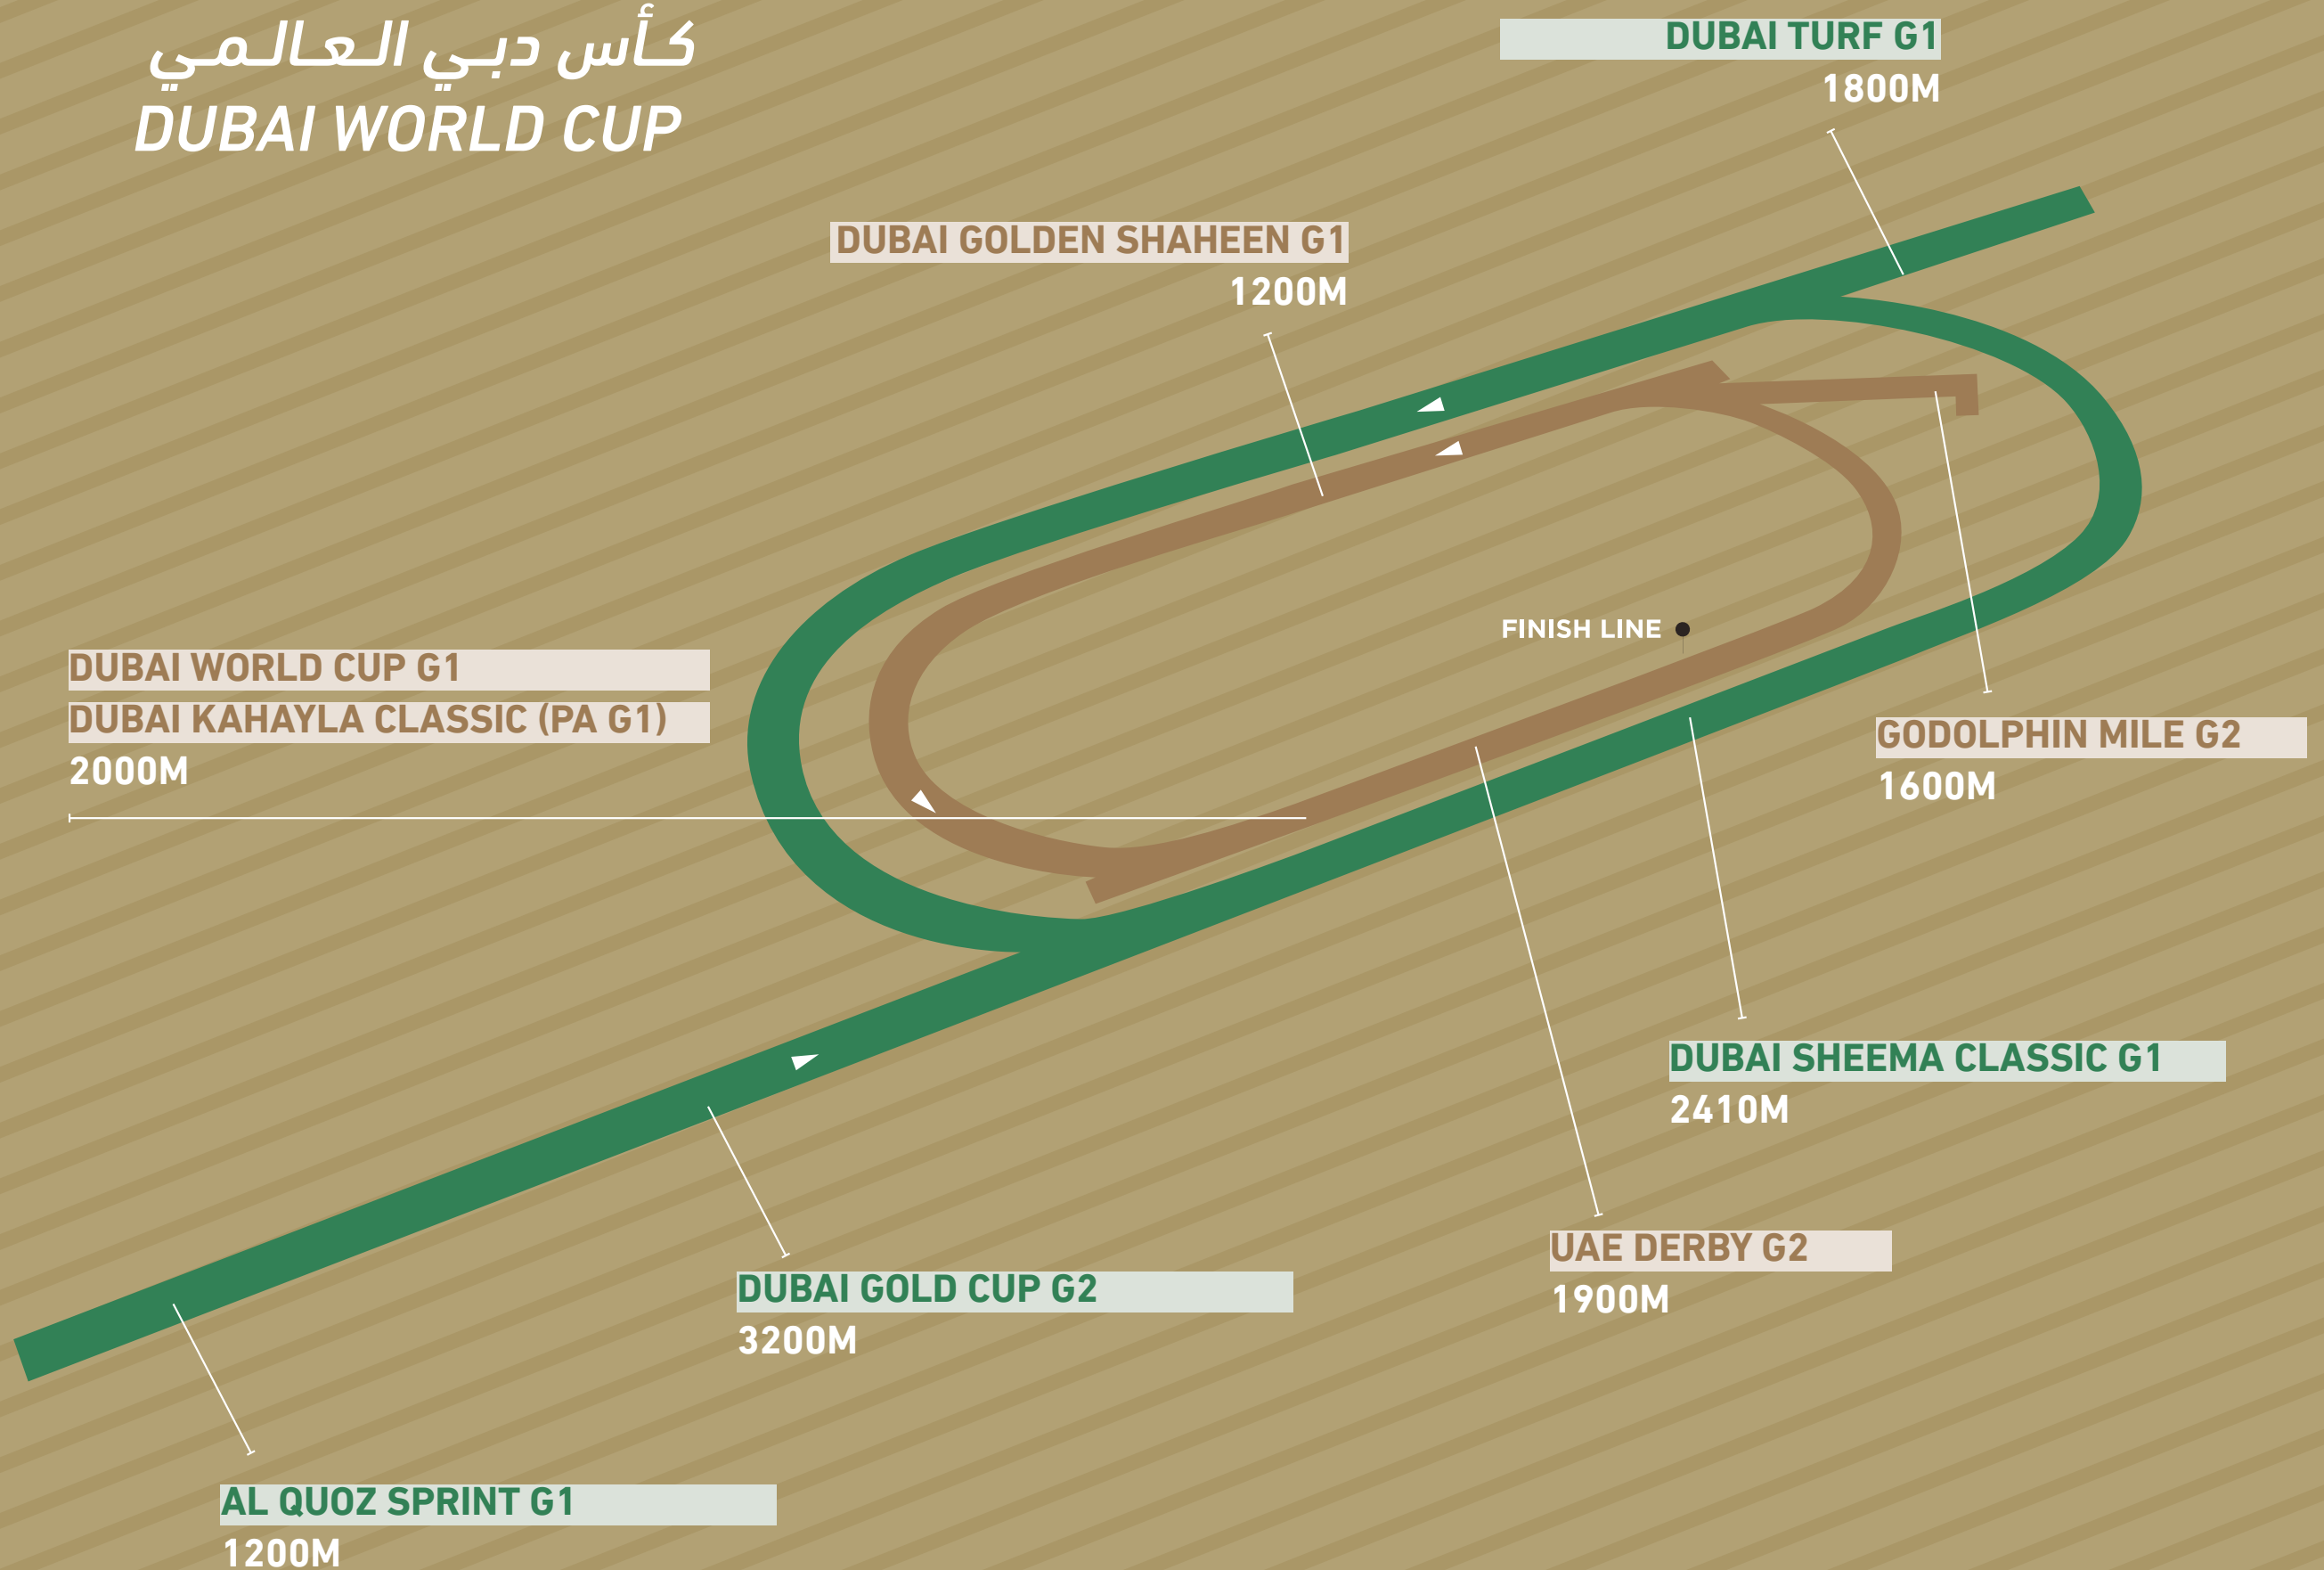 كأس دبي العالمي
DUBAI WORLD CUP
DUBAI TURF G1
1800M
DUBAI GOLDEN SHAHEEN G1
1200M
FINISH LINE
DUBAI WORLD CUP G1
DUBAI KAHAYLA CLASSIC (PA G1)
2000M
GODOLPHIN MILE G2
1600M
DUBAI SHEEMA CLASSIC G1
2410M
UAE DERBY G2
1900M
DUBAI GOLD CUP G2
3200M
AL QUOZ SPRINT G1
1200M